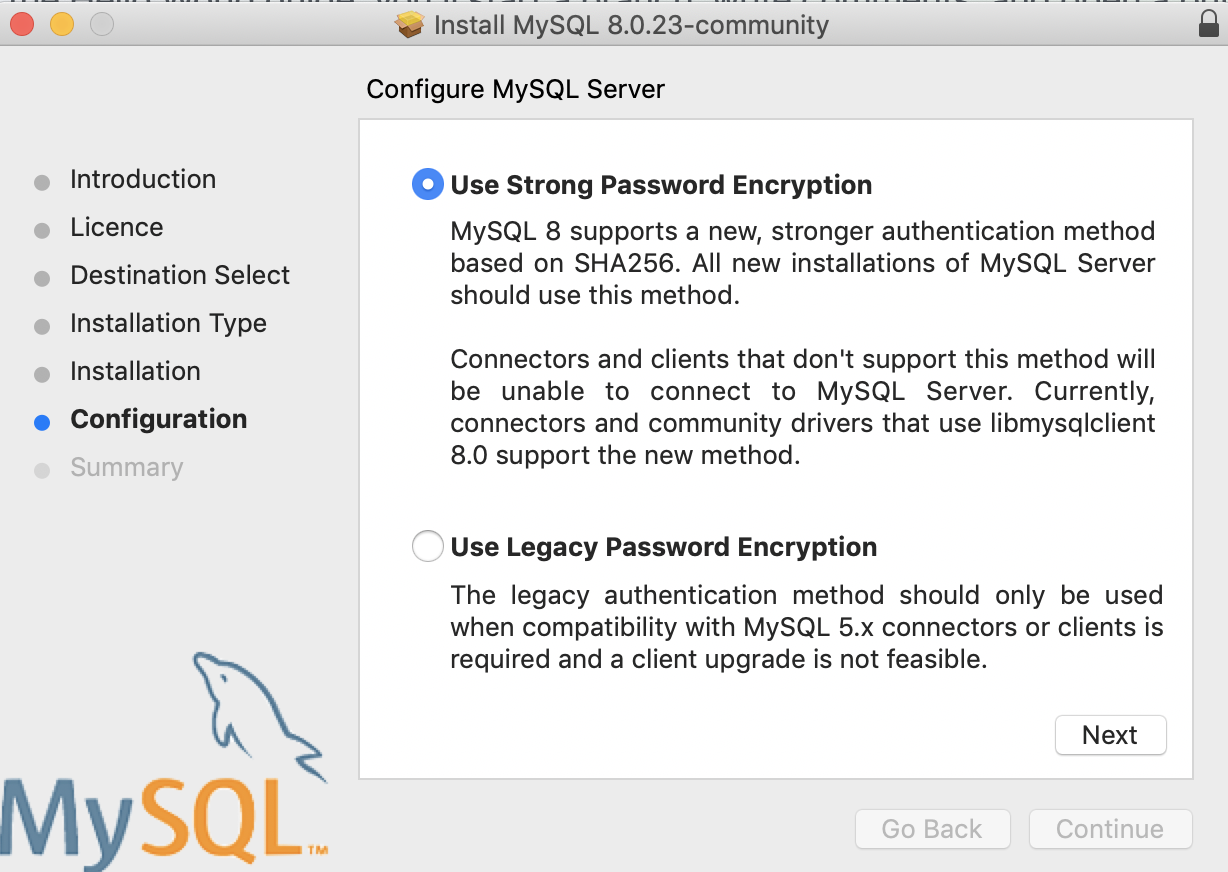 Install MySQL 8.0.23-community
Configure MySQL Server
Introduction
Licence
Destination Select
Installation Type
Installation
Configuration
Summary
Use Strong Password Encryption
MySQL 8 supports a new, stronger authentication method
based on SHA256. All new installations of MySQL Server
should use this method.
Connectors and clients that don't support this method will
be unable to connect to MySQL Server. Currently,
connectors and community drivers that use libmysqlclient
8.0 support the new method.
Use Legacy Password Encryption
The legacy authentication method should only be used
when compatibility with MySQL 5.x connectors or clients is
required and a client upgrade is not feasible.
Next
Go Back
Continue
MySQL™